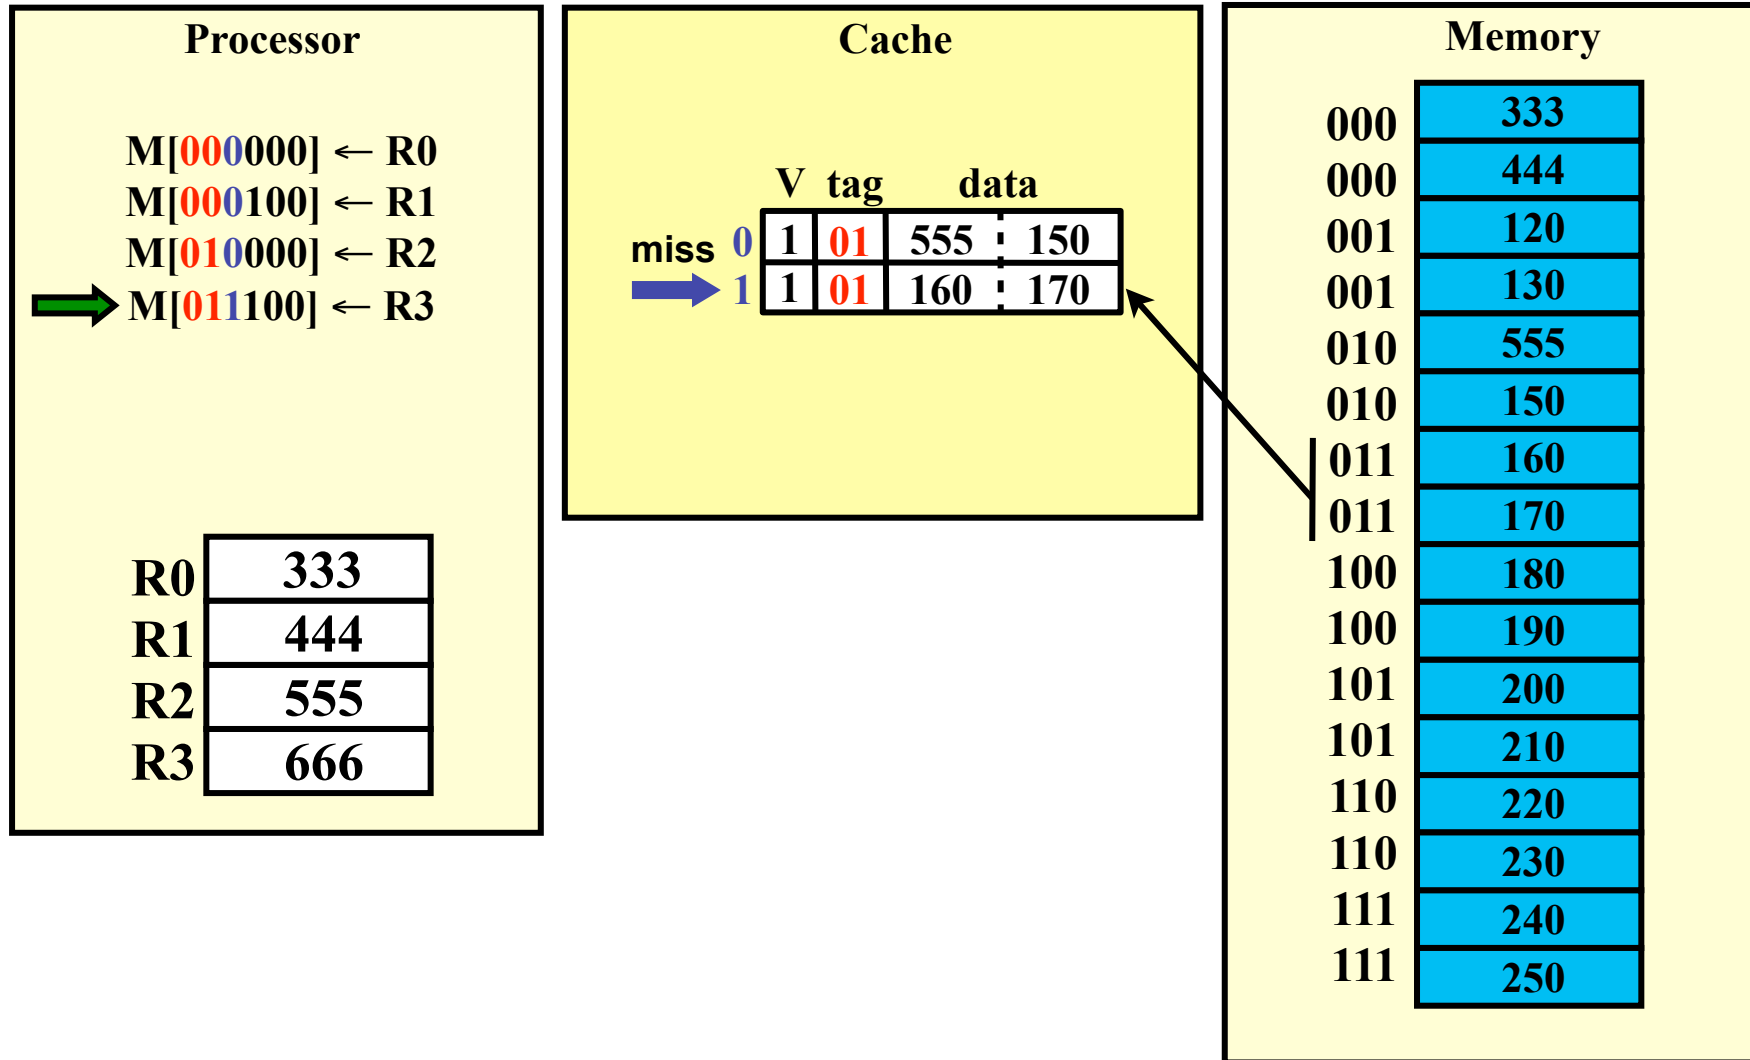 Processor
M[000000] ← R0
M[000100] ← R1
M[010000] ← R2
M[011100] ← R3
R0 333
R1 444
R2 555
R3 666
Cache
V tag data
miss 0 1 01 555 150
1 1 01 160 170
Memory
000 333
000 444
001 120
001 130
010 555
010 150
011 160
011 170
100 180
100 190
101 200
101 210
110 220
110 230
111 240
111 250